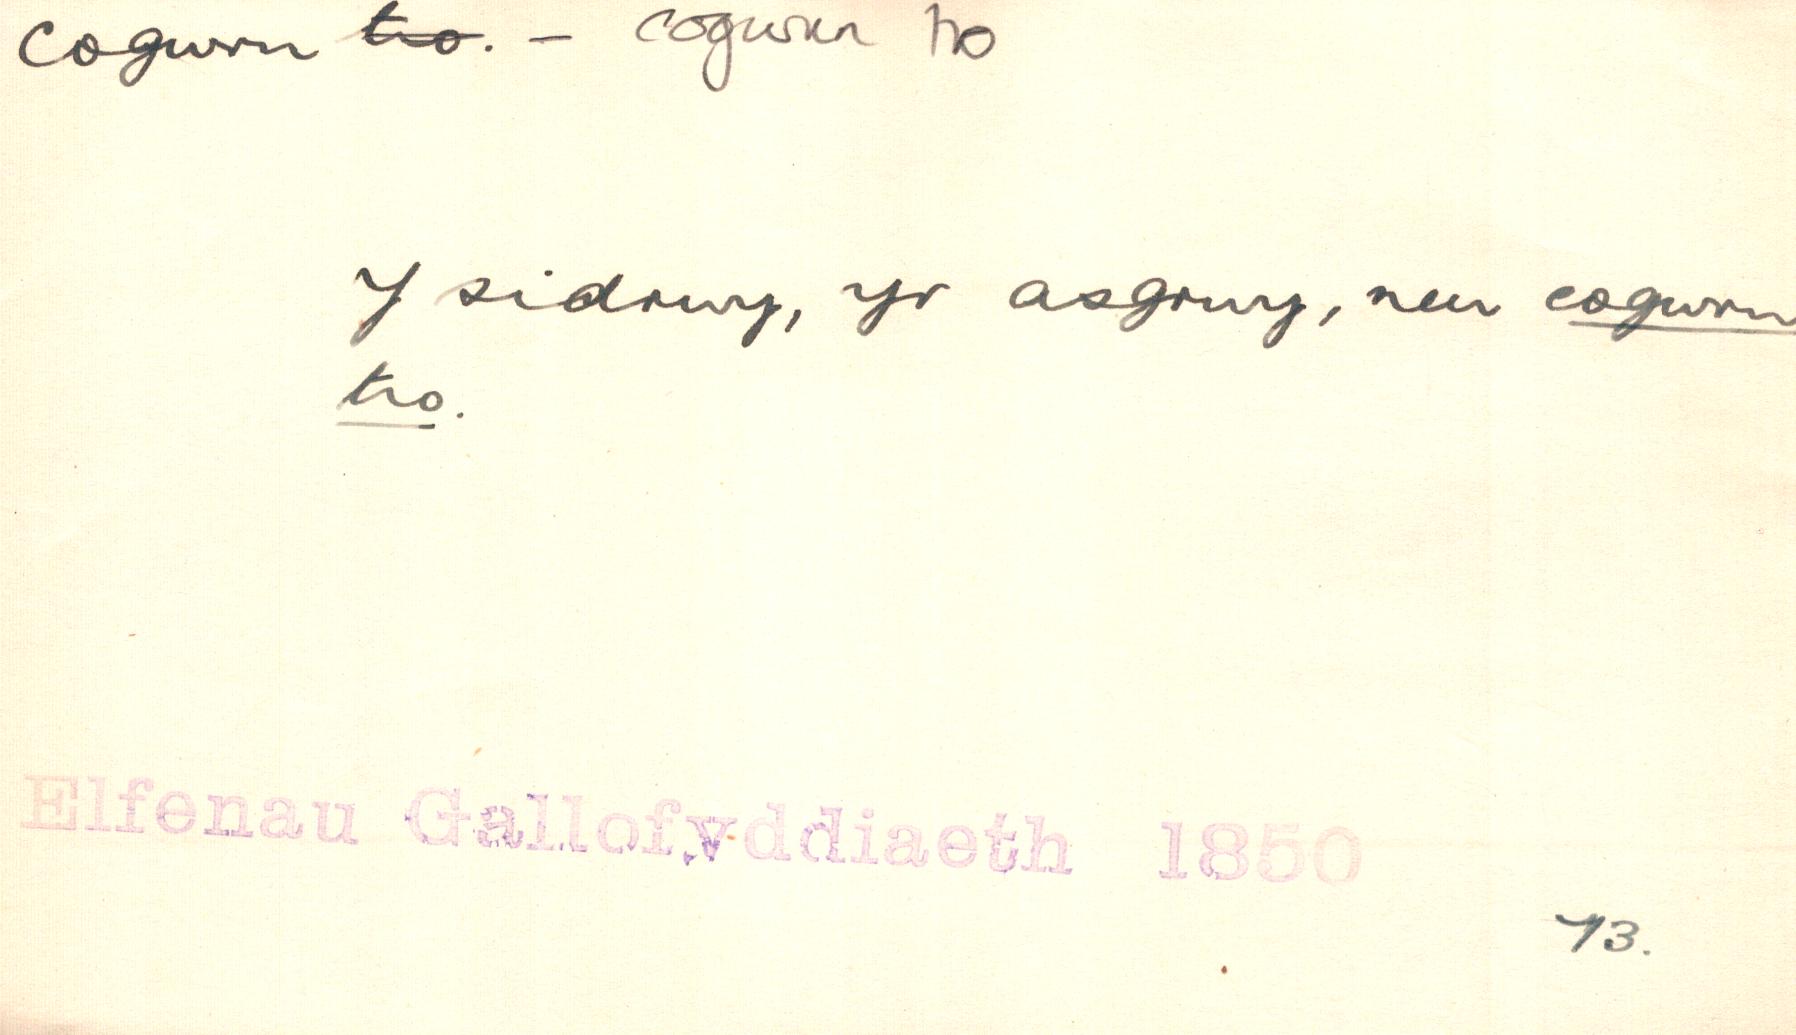 cogwrn tro. - cogwrn tro
Y sidrwy, yr asgrwy, neu cogwrn
tro.
Elfenau Gallofyddiaeth 1850
73.